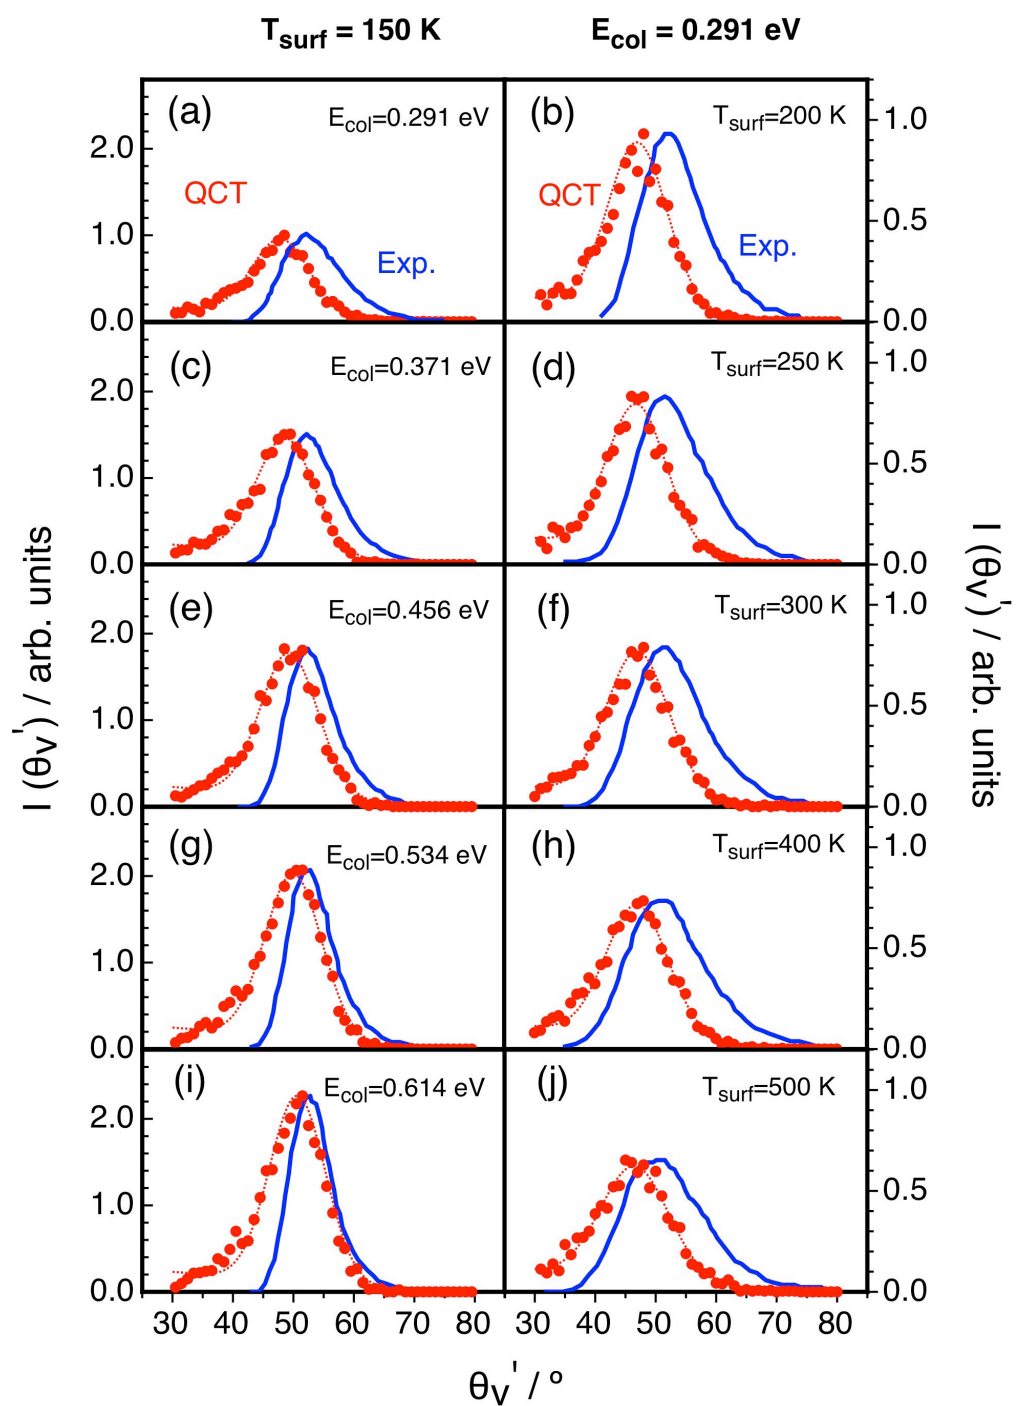 Tsurf = 150 K
Ecol = 0.291 eV
(a)
Ecol=0.291 eV
QCT
Exp.
2.0
1.0
0.0
(b)
Tsurf=200 K
QCT
Exp.
1.0
0.5
0.0
(c)
Ecol=0.371 eV
2.0
1.0
0.0
(d)
Tsurf=250 K
1.0
0.5
0.0
(e)
Ecol=0.456 eV
2.0
1.0
0.0
(f)
Tsurf=300 K
1.0
0.5
0.0
(g)
Ecol=0.534 eV
2.0
1.0
0.0
(h)
Tsurf=400 K
1.0
0.5
0.0
(i)
Ecol=0.614 eV
2.0
1.0
0.0
(j)
Tsurf=500 K
1.0
0.5
0.0
30 40 50 60 70 80
30 40 50 60 70 80
I (θv') / arb. units
I (θv') / arb. units
θv' / º